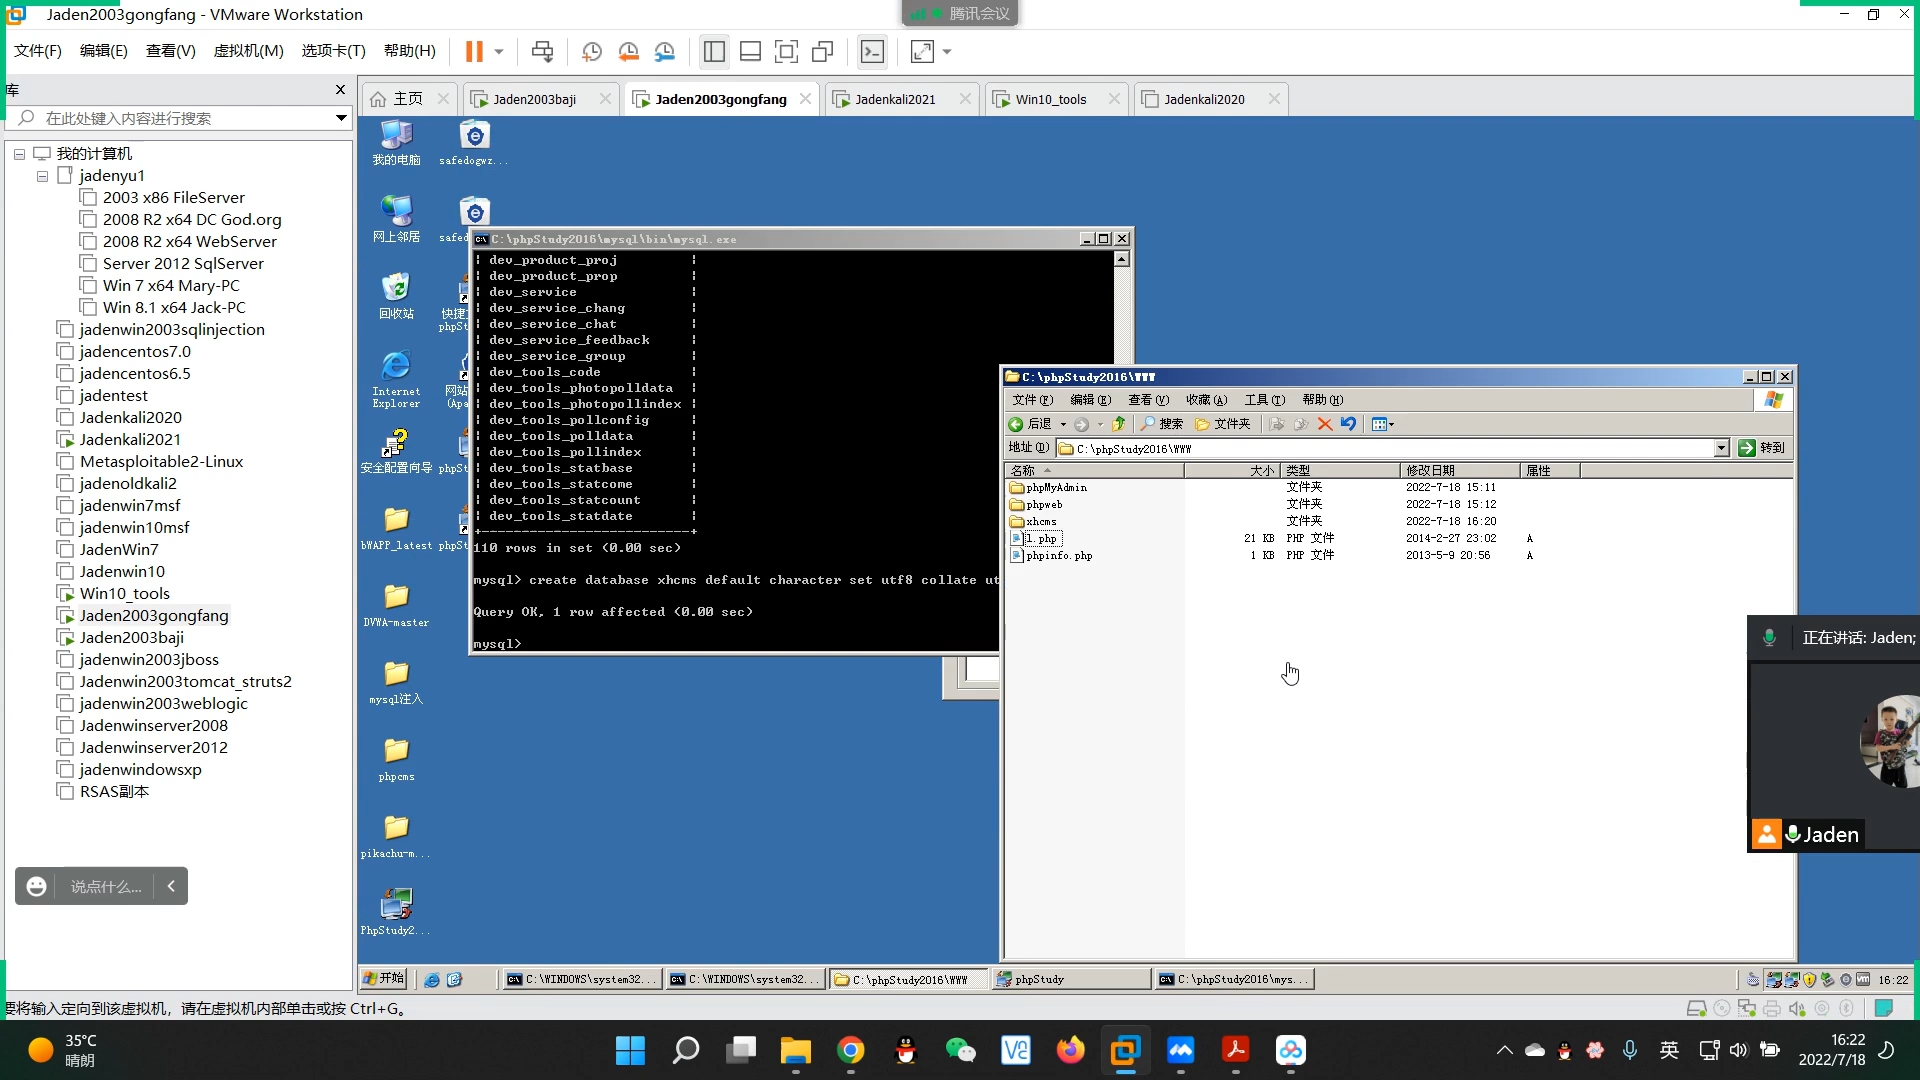 Jaden2003gongfang - VMware Workstation
腾讯会议
文件(F) 编辑(E) 查看(V) 虚拟机(M) 选项卡(T) 帮助(H)
库
在此处键入内容进行搜索
主页
Jaden2003baji
Jaden2003gongfang
Jadenkali2021
Win10_tools
Jadenkali2020
我的计算机
jadenyu1
2003 x86 FileServer
2008 R2 x64 DC God.org
2008 R2 x64 WebServer
Server 2012 SqlServer
Win 7 x64 Mary-PC
Win 8.1 x64 Jack-PC
jadenwin2003sqlinjection
jadencentos7.0
jadencentos6.5
jadentest
Jadenkali2020
Jadenkali2021
Metasploitable2-Linux
jadenoldkali2
jadenwin7msf
jadenwin10msf
JadenWin7
Jadenwin10
Win10_tools
Jaden2003gongfang
Jaden2003baji
jadenwin2003jboss
Jadenwin2003tomcat_struts2
jadenwin2003weblogic
Jadenwinserver2008
Jadenwinserver2012
jadenwindowsxp
RSAS副本
说点什么...
我的电脑
safedogwz...
网上邻居
safed
回收站
快捷
phpSt
Internet
Explorer
网站
(Apa
安全配置向导
phpSt
bWAPP_latest
phpSt
DVWA-master
mysql注入
phpcms
pikachu-m...
PhpStudy2...
C:\phpStudy2016\mysql\bin\mysql.exe
| dev_product_proj |
| dev_product_prop |
| dev_service |
| dev_service_chang |
| dev_service_chat |
| dev_service_feedback |
| dev_service_group |
| dev_tools_code |
| dev_tools_photopolldata |
| dev_tools_photopollindex |
| dev_tools_pollconfig |
| dev_tools_polldata |
| dev_tools_pollindex |
| dev_tools_statbase |
| dev_tools_statcome |
| dev_tools_statcount |
| dev_tools_statdate |
+--------------------------+
110 rows in set (0.00 sec)
mysql> create database xhcms default character set utf8 collate ut
Query OK, 1 row affected (0.00 sec)
mysql>
C:\phpStudy2016\WWW
文件(F) 编辑(E) 查看(V) 收藏(A) 工具(T) 帮助(H)
后退 搜索 文件夹
地址(D) C:\phpStudy2016\WWW 转到
名称 大小 类型 修改日期 属性
phpMyAdmin 文件夹 2022-7-18 15:11
phpweb 文件夹 2022-7-18 15:12
xhcms 文件夹 2022-7-18 16:20
l.php 21 KB PHP 文件 2014-2-27 23:02 A
phpinfo.php 1 KB PHP 文件 2013-5-9 20:56 A
正在讲话: Jaden;
Jaden
开始
C:\WINDOWS\system32...
C:\WINDOWS\system32...
C:\phpStudy2016\WWW
phpStudy
C:\phpStudy2016\mys...
16:22
要将输入定向到该虚拟机，请在虚拟机内部单击或按 Ctrl+G。
35°C
晴朗
英
16:22
2022/7/18